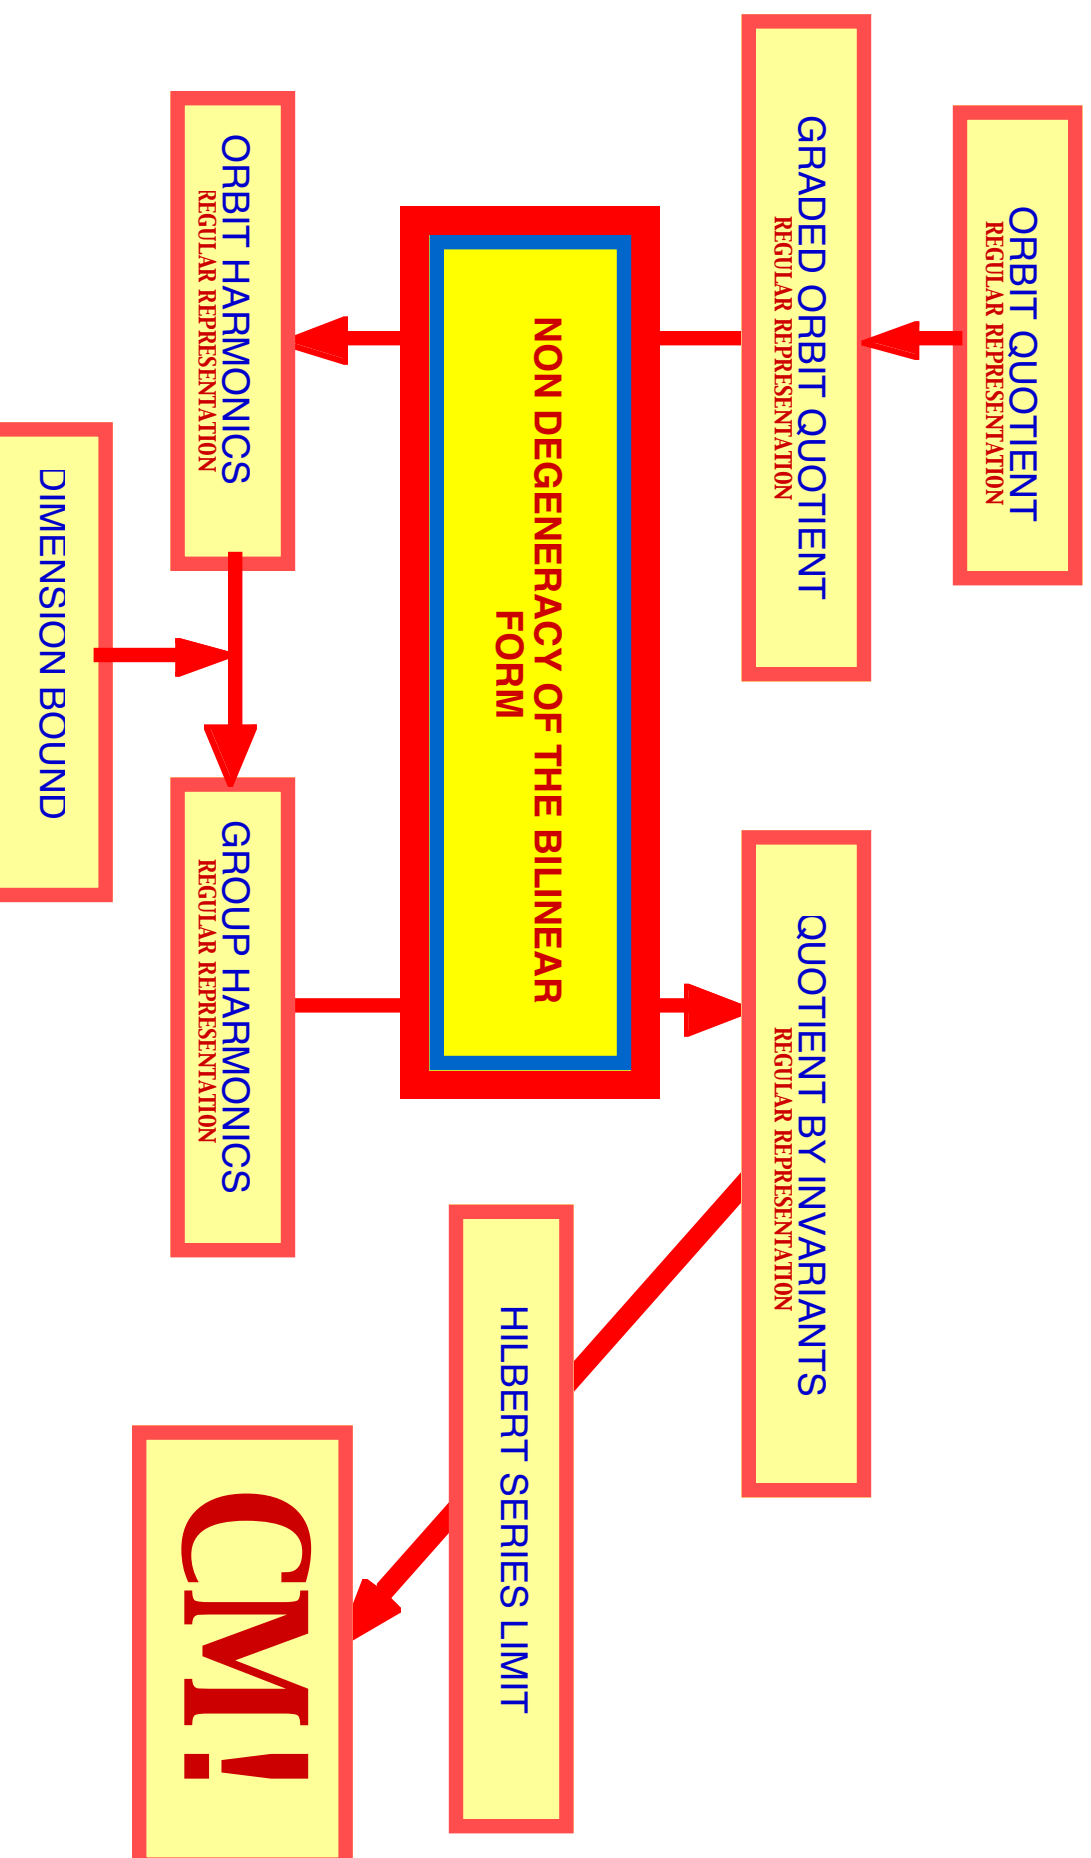 ORBIT QUOTIENT
REGULAR REPRESENTATION
GRADED ORBIT QUOTIENT
REGULAR REPRESENTATION
QUOTIENT BY INVARIANTS
REGULAR REPRESENTATION
NON DEGENERACY OF THE BILINEAR
FORM
HILBERT SERIES LIMIT
ORBIT HARMONICS
REGULAR REPRESENTATION
GROUP HARMONICS
REGULAR REPRESENTATION
CM!
DIMENSION BOUND